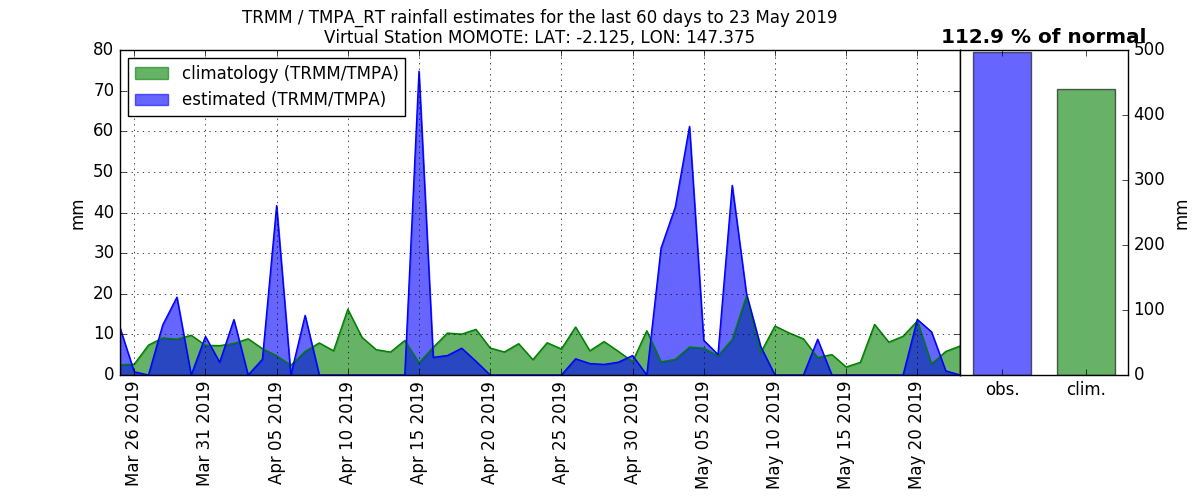 TRMM / TMPA_RT rainfall estimates for the last 60 days to 23 May 2019
Virtual Station MOMOTE: LAT: -2.125, LON: 147.375
112.9 % of normal
climatology (TRMM/TMPA)
estimated (TRMM/TMPA)
mm
80
70
60
50
40
30
20
10
0
Mar 26 2019
Mar 31 2019
Apr 05 2019
Apr 10 2019
Apr 15 2019
Apr 20 2019
Apr 25 2019
Apr 30 2019
May 05 2019
May 10 2019
May 15 2019
May 20 2019
obs.
clim.
500
400
300
200
100
0
mm